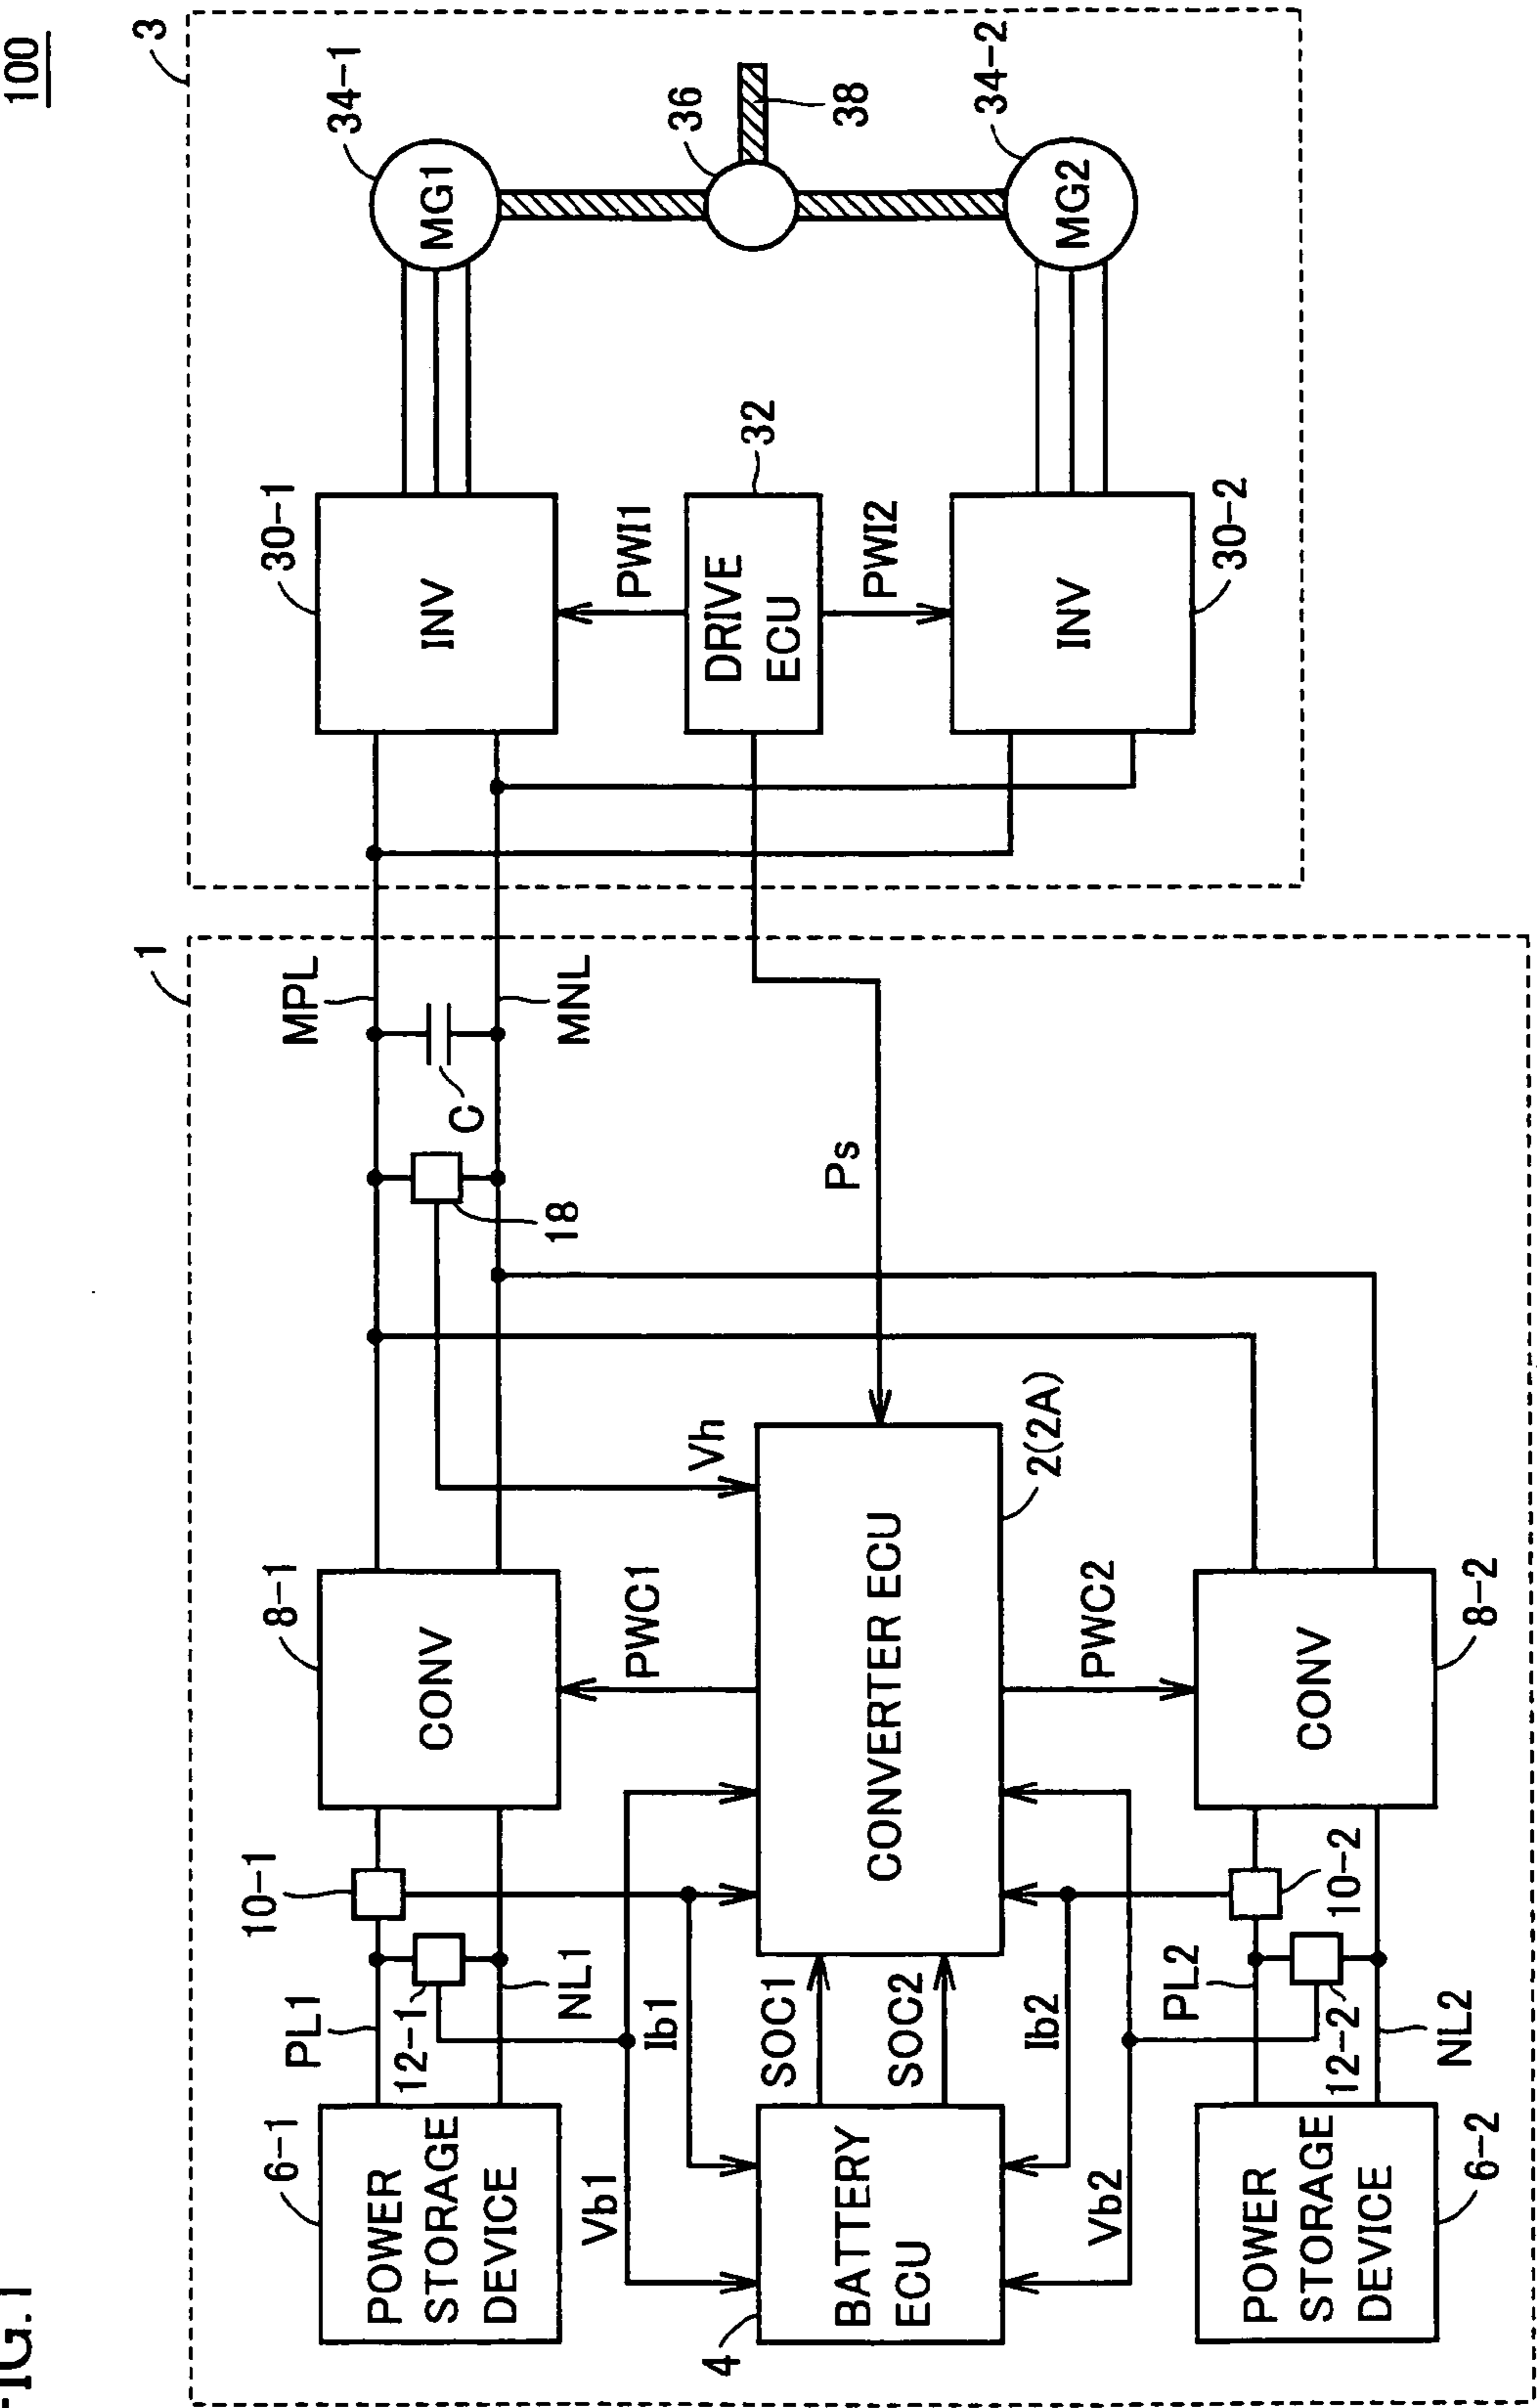 FIG.1
100
3
34-1
MG1
36
38
34-2
MG2
30-1
INV
PWI1
32
DRIVE
ECU
PWI2
INV
30-2
1
MPL
MNL
C
18
Ps
Vh
2(2A)
8-1
CONV
PWC1
CONVERTER ECU
PWC2
CONV
8-2
10-1
PL1
12-1
NL1
Ib1
SOC1
SOC2
Ib2
PL2
10-2
12-2
NL2
6-1
POWER
STORAGE
DEVICE
Vb1
4
BATTERY
ECU
Vb2
POWER
STORAGE
DEVICE
6-2